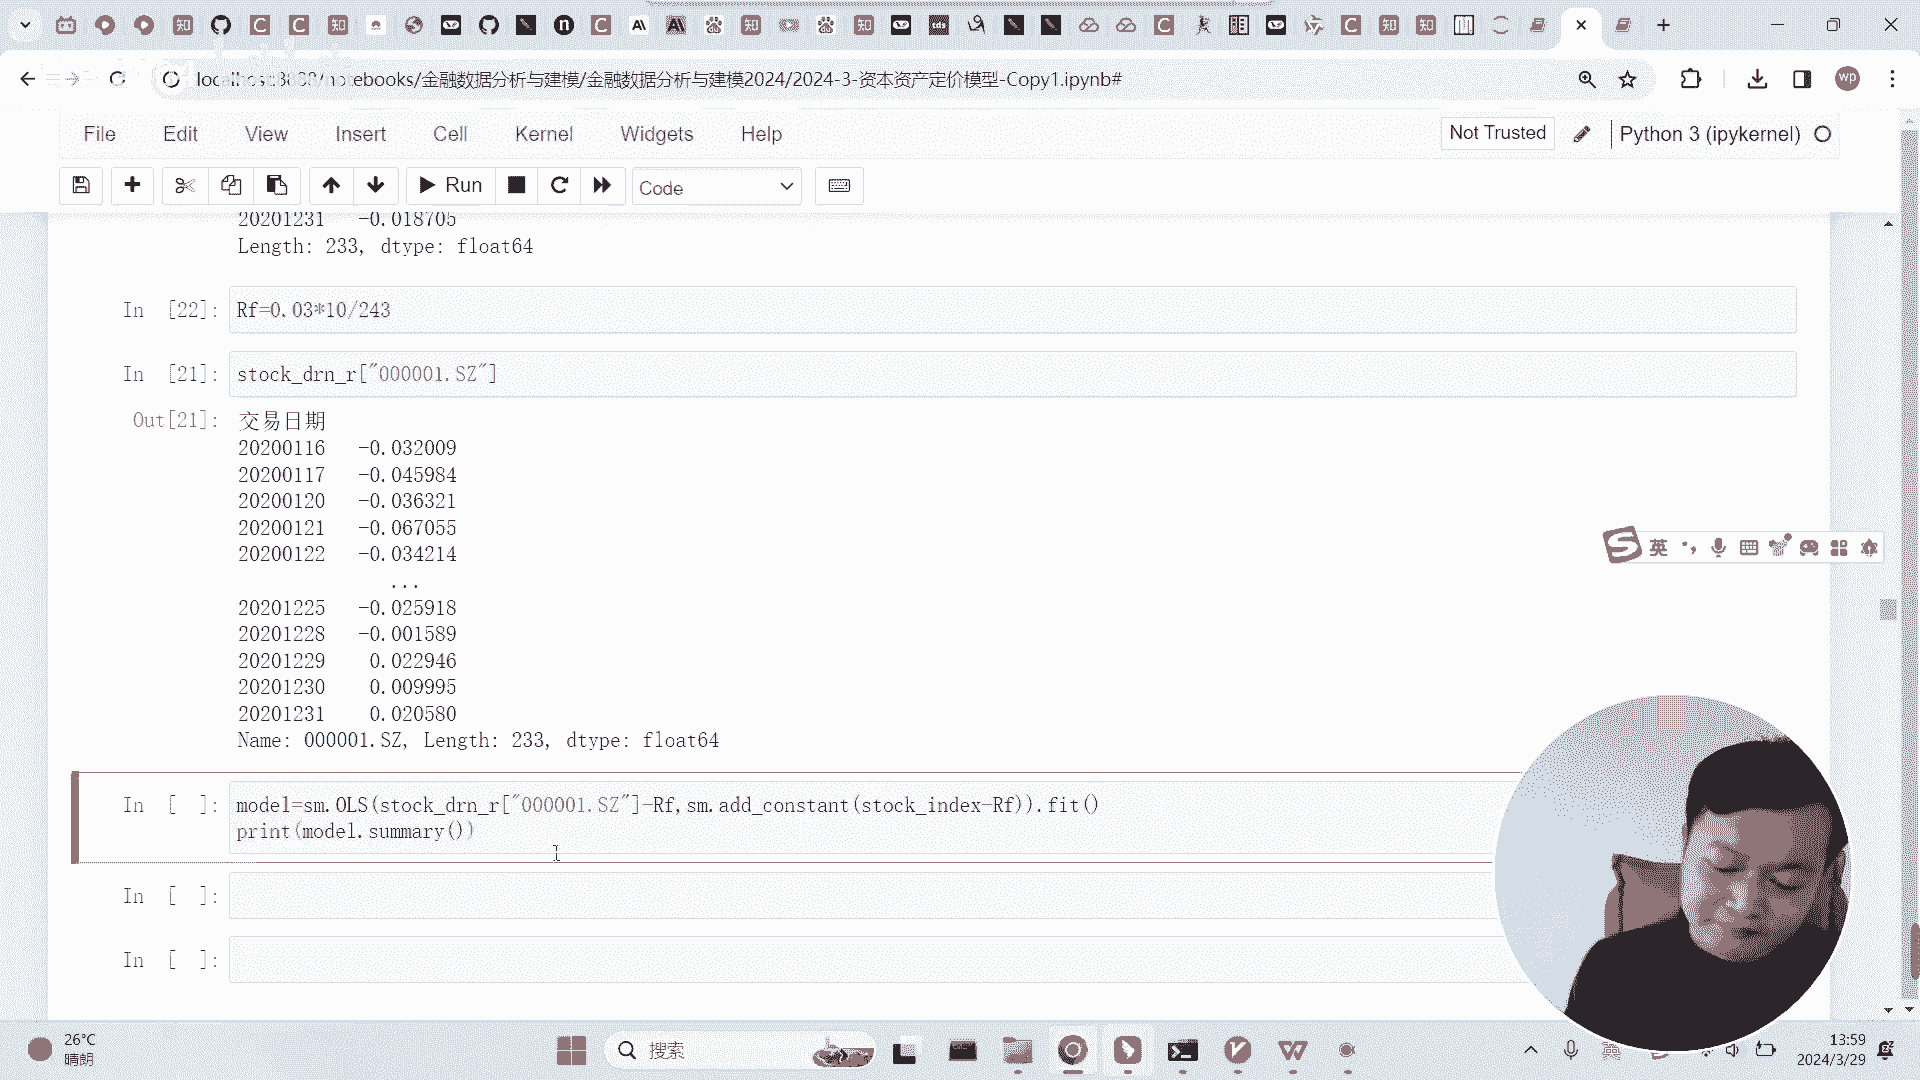 localhost:8888/notebooks/金融数据分析与建模/金融数据分析与建模2024/2024-3-资本资产定价模型-Copy1.ipynb#
wp
File Edit View Insert Cell Kernel Widgets Help
Not Trusted
Python 3 (ipykernel)
Run
Code
20201231 -0.018705
Length: 233, dtype: float64
In [22]: Rf=0.03*10/243
In [21]: stock_drn_r["000001.SZ"]
Out[21]: 交易日期
20200116 -0.032009
20200117 -0.045984
20200120 -0.036321
20200121 -0.067055
20200122 -0.034214
...
20201225 -0.025918
20201228 -0.001589
20201229 0.022946
20201230 0.009995
20201231 0.020580
Name: 000001.SZ, Length: 233, dtype: float64
In [ ]: model=sm.OLS(stock_drn_r["000001.SZ"]-Rf,sm.add_constant(stock_index-Rf)).fit()
print(model.summary())
In [ ]:
In [ ]:
英
26°C
晴朗
搜索
英
13:59
2024/3/29